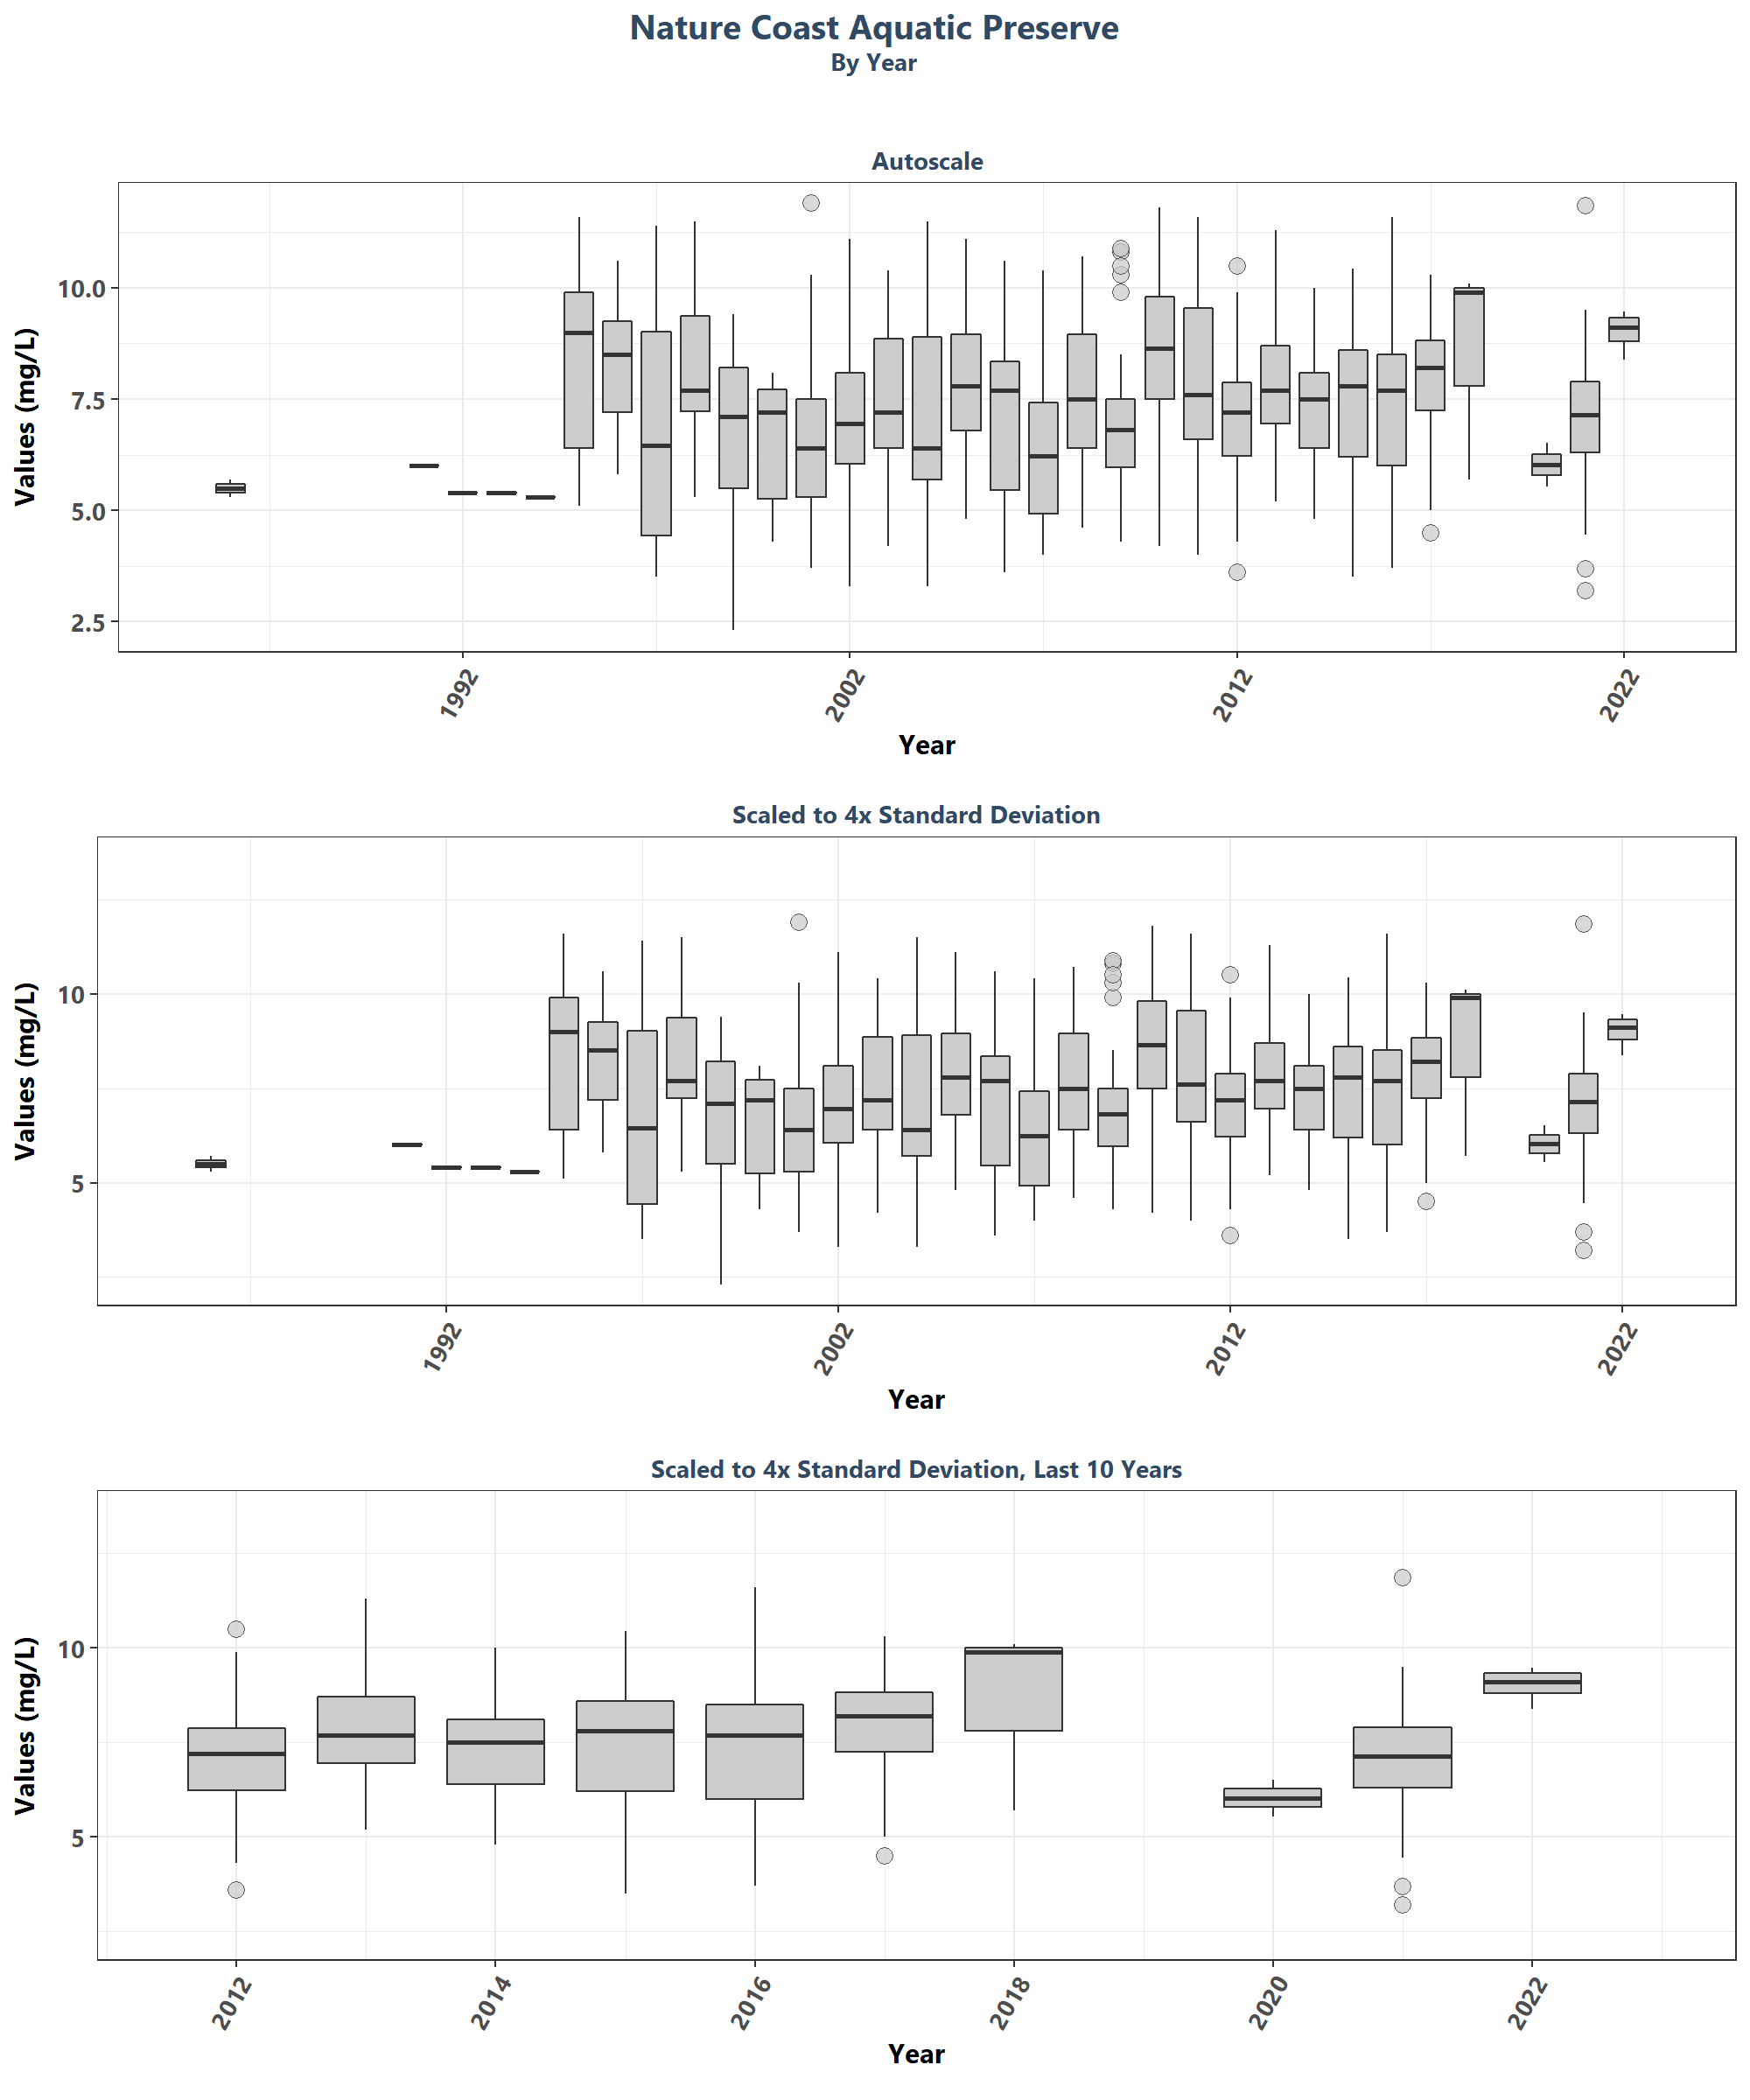 Nature Coast Aquatic Preserve
By Year
Autoscale
Values (mg/L)
10.0
7.5
5.0
2.5
1992
2002
2012
2022
Year
Scaled to 4x Standard Deviation
Values (mg/L)
10
5
1992
2002
2012
2022
Year
Scaled to 4x Standard Deviation, Last 10 Years
Values (mg/L)
10
5
2012
2014
2016
2018
2020
2022
Year